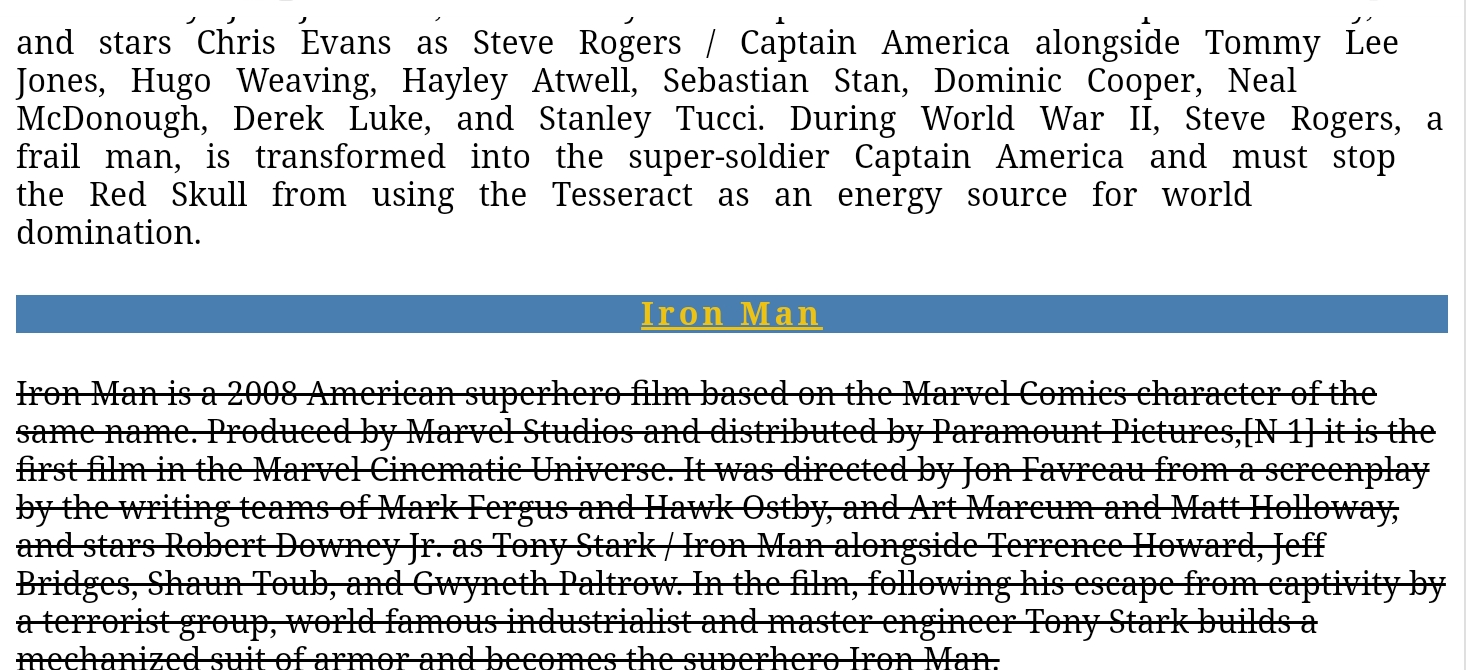 and stars Chris Evans as Steve Rogers / Captain America alongside Tommy Lee
Jones, Hugo Weaving, Hayley Atwell, Sebastian Stan, Dominic Cooper, Neal
McDonough, Derek Luke, and Stanley Tucci. During World War II, Steve Rogers, a
frail man, is transformed into the super-soldier Captain America and must stop
the Red Skull from using the Tesseract as an energy source for world
domination.
Iron Man
Iron Man is a 2008 American superhero film based on the Marvel Comics character of the
same name. Produced by Marvel Studios and distributed by Paramount Pictures,[N 1] it is the
first film in the Marvel Cinematic Universe. It was directed by Jon Favreau from a screenplay
by the writing teams of Mark Fergus and Hawk Ostby, and Art Marcum and Matt Holloway,
and stars Robert Downey Jr. as Tony Stark / Iron Man alongside Terrence Howard, Jeff
Bridges, Shaun Toub, and Gwyneth Paltrow. In the film, following his escape from captivity by
a terrorist group, world famous industrialist and master engineer Tony Stark builds a
mechanized suit of armor and becomes the superhero Iron Man.